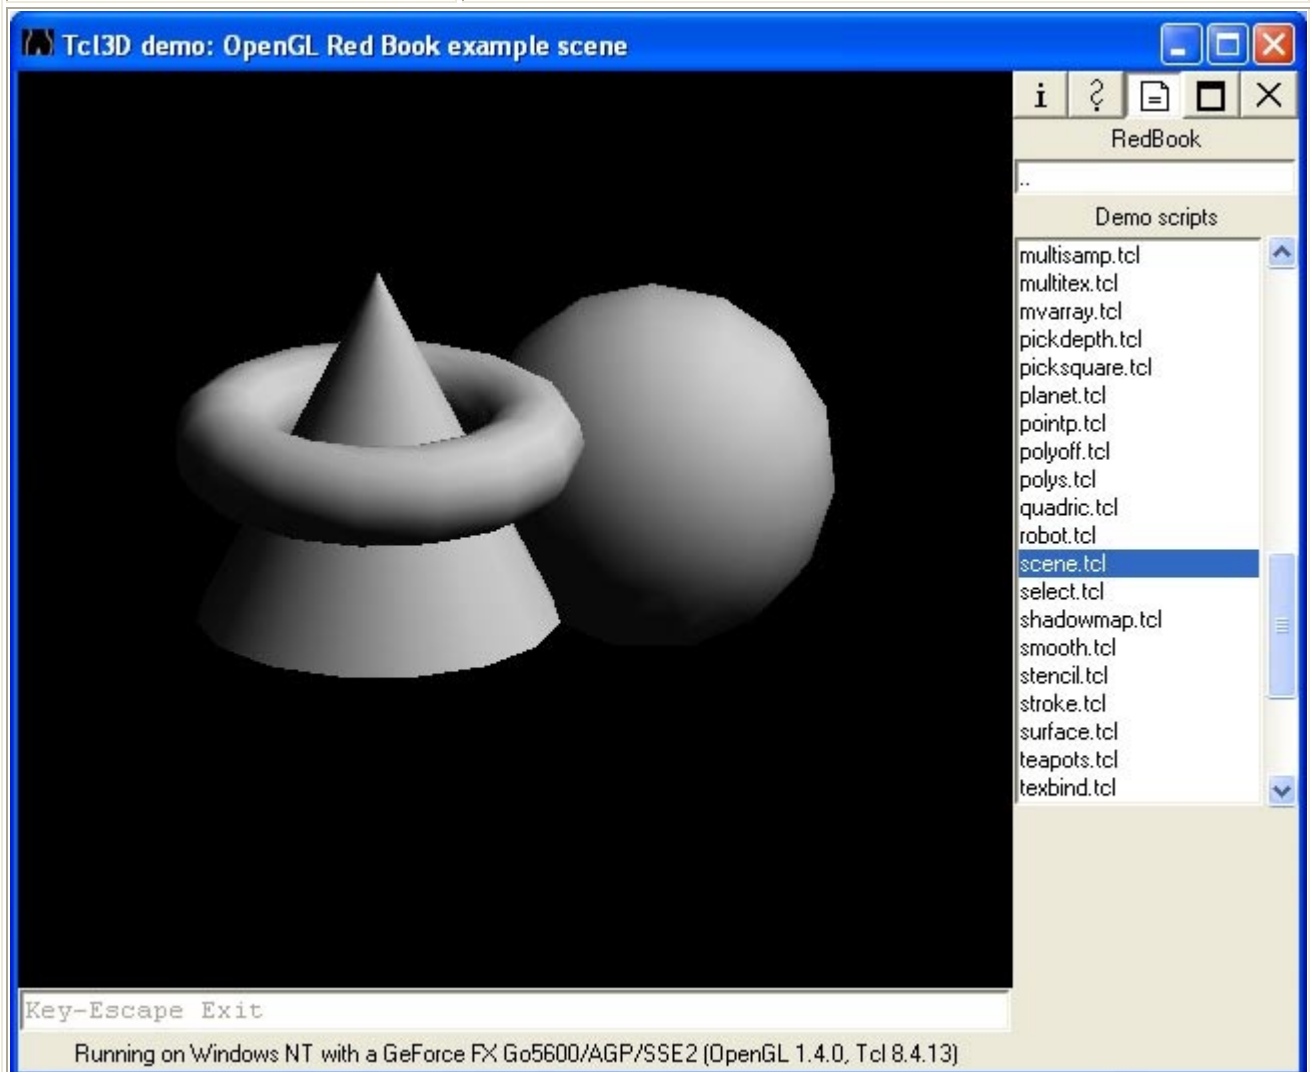 Tcl3D demo: OpenGL Red Book example scene
i ?
RedBook
..
Demo scripts
multisamp.tcl
multitex.tcl
mvarray.tcl
pickdepth.tcl
picksquare.tcl
planet.tcl
pointp.tcl
polyoff.tcl
polys.tcl
quadric.tcl
robot.tcl
scene.tcl
select.tcl
shadowmap.tcl
smooth.tcl
stencil.tcl
stroke.tcl
surface.tcl
teapots.tcl
texbind.tcl
Key-Escape Exit
Running on Windows NT with a GeForce FX Go5600/AGP/SSE2 (OpenGL 1.4.0, Tcl 8.4.13)